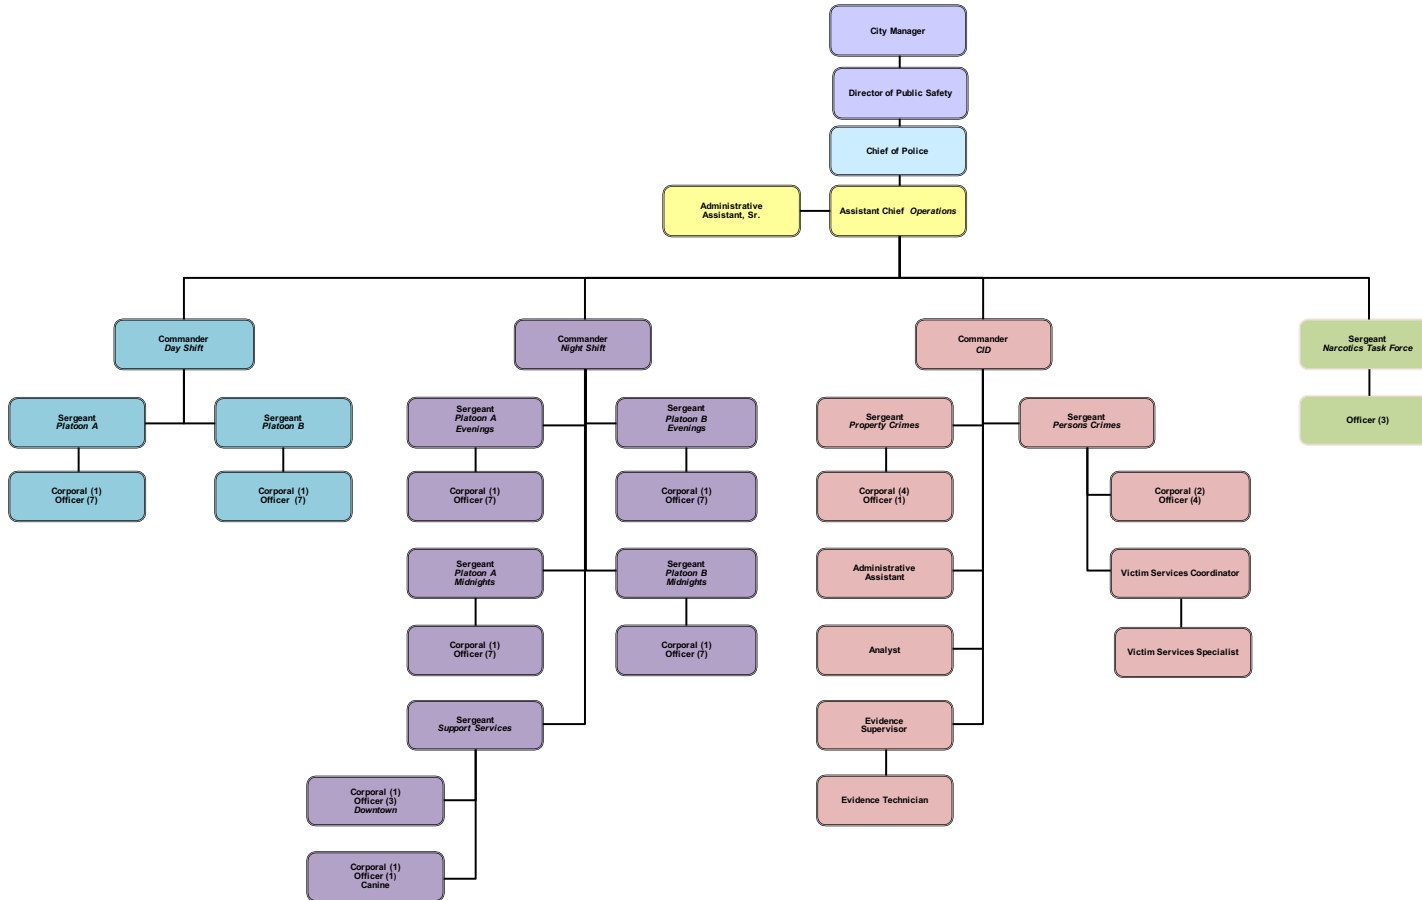 City Manager
Director of Public Safety
Chief of Police
Administrative
Assistant, Sr.
Assistant Chief Operations
Commander
Day Shift
Commander
Night Shift
Commander
CID
Sergeant
Narcotics Task Force
Sergeant
Platoon A
Sergeant
Platoon B
Sergeant
Platoon A
Evenings
Sergeant
Platoon B
Evenings
Sergeant
Property Crimes
Sergeant
Persons Crimes
Officer (3)
Corporal (1)
Officer (7)
Corporal (1)
Officer (7)
Corporal (1)
Officer (7)
Corporal (1)
Officer (7)
Corporal (4)
Officer (1)
Corporal (2)
Officer (4)
Sergeant
Platoon A
Midnights
Sergeant
Platoon B
Midnights
Administrative
Assistant
Victim Services Coordinator
Corporal (1)
Officer (7)
Corporal (1)
Officer (7)
Analyst
Victim Services Specialist
Sergeant
Support Services
Evidence
Supervisor
Corporal (1)
Officer (3)
Downtown
Evidence Technician
Corporal (1)
Officer (1)
Canine